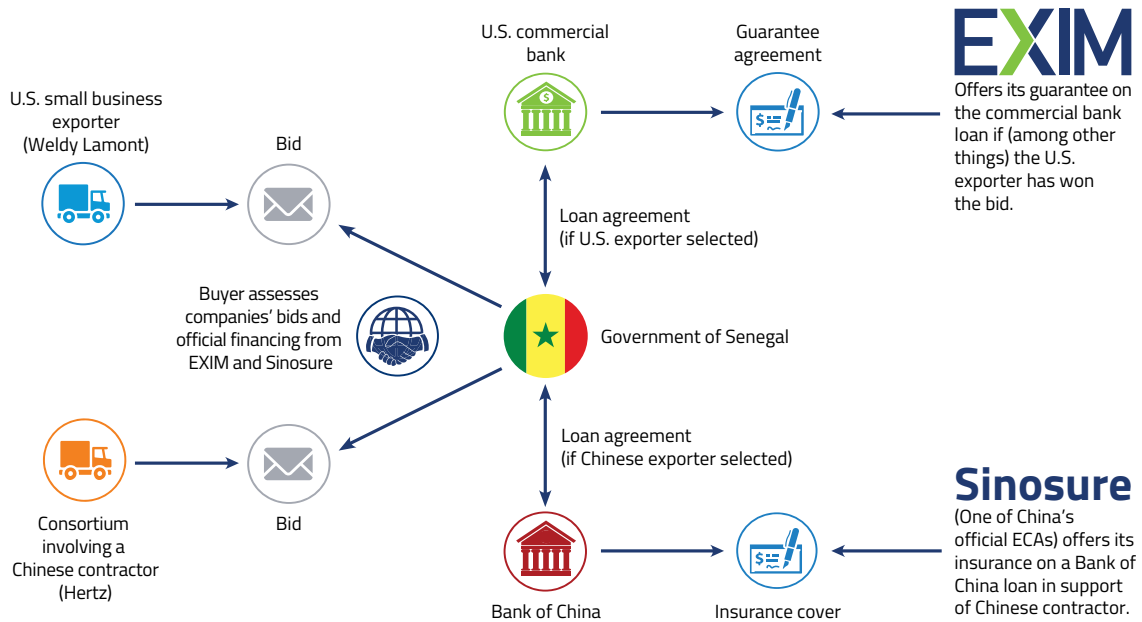 U.S. small business
exporter
(Weldy Lamont)
Bid
U.S. commercial
bank
$
Guarantee
agreement
$
EXIM
Offers its guarantee on
the commercial bank
loan if (among other
things) the U.S.
exporter has won
the bid.
Loan agreement
(if U.S. exporter selected)
Buyer assesses
companies’ bids and
official financing from
EXIM and Sinosure
Government of Senegal
Loan agreement
(if Chinese exporter selected)
Consortium
involving a
Chinese contractor
(Hertz)
Bid
Bank of China
$
Insurance cover
Sinosure
(One of China’s
official ECAs) offers its
insurance on a Bank of
China loan in support
of Chinese contractor.